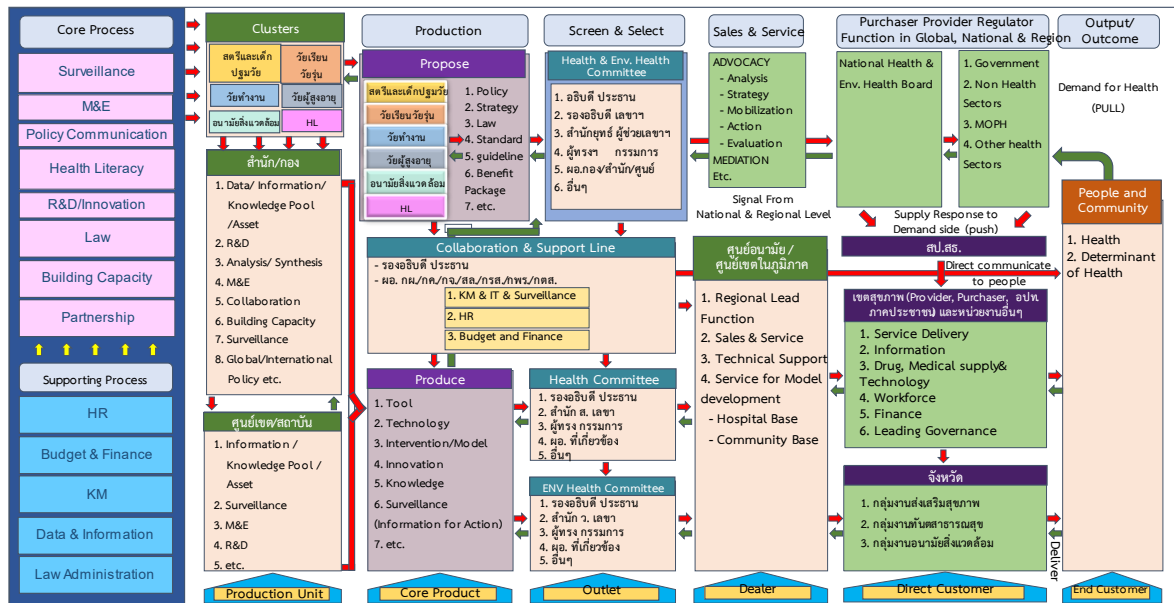 Core Process
Surveillance
M&E
Policy Communication
Health Literacy
R&D/Innovation
Law
Building Capacity
Partnership
Supporting Process
HR
Budget & Finance
KM
Data & Information
Law Administration
Clusters
สตรีและเด็ก
ปฐมวัย
วัยเรียน
วัยรุ่น
วัยทำงาน
วัยผู้สูงอายุ
อนามัยสิ่งแวดล้อม
HL
สำนัก/กอง
1. Data/ Information/
Knowledge Pool
/Asset
2. R&D
3. Analysis/ Synthesis
4. M&E
5. Collaboration
6. Building Capacity
7. Surveillance
8. Global/International
Policy etc.
ศูนย์เขต/สถาบัน
1. Information /
Knowledge Pool /
Asset
2. Surveillance
3. M&E
4. R&D
5. etc.
Production Unit
Production
Propose
สตรีและเด็กปฐมวัย
วัยเรียนวัยรุ่น
วัยทำงาน
วัยผู้สูงอายุ
อนามัยสิ่งแวดล้อม
HL
1. Policy
2. Strategy
3. Law
4. Standard
5. guideline
6. Benefit
Package
7. etc.
Collaboration & Support Line
- รองอธิบดี ประธาน
- ผอ. กผ/กค/กจ/สล/กรส/กพร/กตส.
1. KM & IT & Surveillance
2. HR
3. Budget and Finance
Produce
1. Tool
2. Technology
3. Intervention/Model
4. Innovation
5. Knowledge
6. Surveillance
(Information for Action)
7. etc.
Core Product
Screen & Select
Health & Env. Health
Committee
1. อธิบดี ประธาน
2. รองอธิบดี เลขาฯ
3. สำนักยุทธ์ ผู้ช่วยเลขาฯ
4. ผู้ทรงฯ กรรมการ
5. ผอ.กอง/สำนัก/ศูนย์
6. อื่นๆ
Health Committee
1. รองอธิบดี ประธาน
2. สำนัก ส. เลขา
3. ผู้ทรง กรรมการ
4. ผอ. ที่เกี่ยวข้อง
5. อื่นๆ
ENV Health Committee
1. รองอธิบดี ประธาน
2. สำนัก ว. เลขา
3. ผู้ทรง กรรมการ
4. ผอ. ที่เกี่ยวข้อง
5. อื่นๆ
Outlet
Sales & Service
ADVOCACY
- Analysis
- Strategy
- Mobilization
- Action
- Evaluation
MEDIATION
Etc.
Signal From
National & Regional Level
ศูนย์อนามัย /
ศูนย์เขตในภูมิภาค
1. Regional Lead
Function
2. Sales & Service
3. Technical Support
4. Service for Model
development
- Hospital Base
- Community Base
Dealer
Purchaser Provider Regulator
Function in Global, National & Region
National Health &
Env. Health Board
1. Government
2. Non Health
Sectors
3. MOPH
4. Other health
Sectors
Supply Response to
Demand side (push)
สป.สธ.
Direct communicate
to people
เขตสุขภาพ (Provider, Purchaser, อปท.
ภาคประชาชน) และหน่วยงานอื่นๆ
1. Service Delivery
2. Information
3. Drug, Medical supply&
Technology
4. Workforce
5. Finance
6. Leading Governance
จังหวัด
1. กลุ่มงานส่งเสริมสุขภาพ
2. กลุ่มงานทันตสาธารณสุข
3. กลุ่มงานอนามัยสิ่งแวดล้อม
Direct Customer
Output/
Outcome
Demand for Health
(PULL)
People and
Community
1. Health
2. Determinant
of Health
Deliver
End Customer